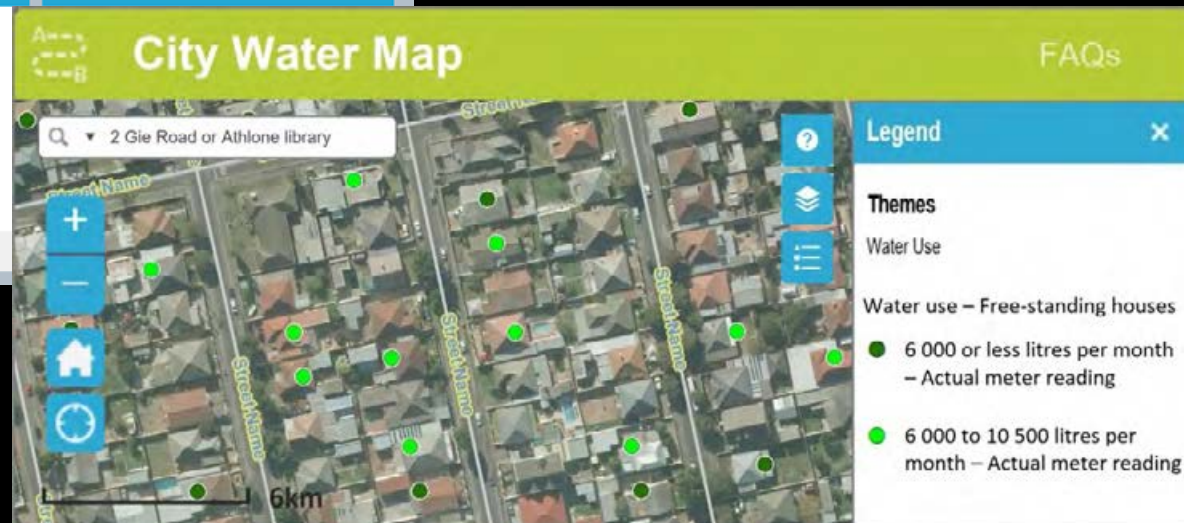 A
B
City Water Map
FAQs
2 Gie Road or Athlone library
Legend
×
Themes
Water Use
Water use – Free-standing houses
6 000 or less litres per month
– Actual meter reading
6 000 to 10 500 litres per
month – Actual meter reading
Street Name
Street Name
Street Name
Street Name
Street Name
+
–
?
6km